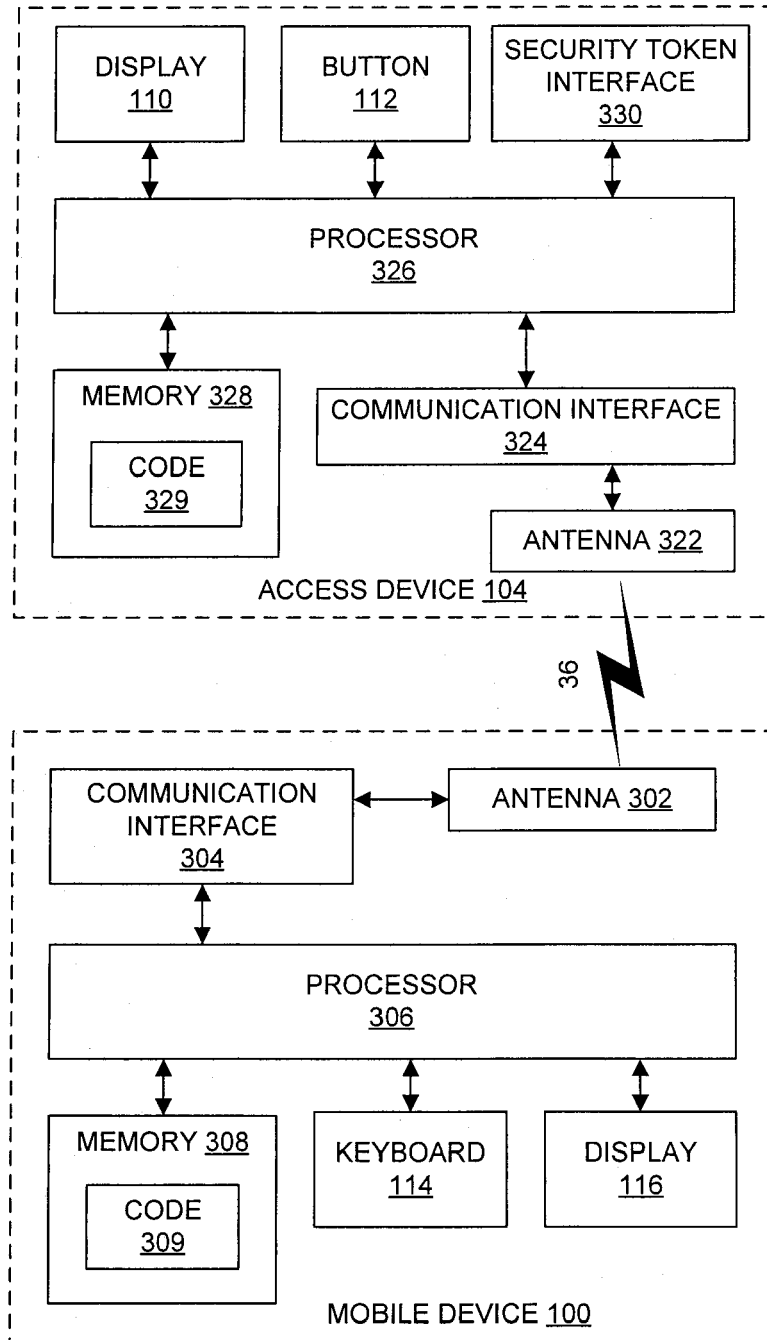 DISPLAY
110
BUTTON
112
SECURITY TOKEN
INTERFACE
330
PROCESSOR
326
MEMORY 328
CODE
329
COMMUNICATION INTERFACE
324
ANTENNA 322
ACCESS DEVICE 104
36
COMMUNICATION
INTERFACE
304
ANTENNA 302
PROCESSOR
306
MEMORY 308
CODE
309
KEYBOARD
114
DISPLAY
116
MOBILE DEVICE 100